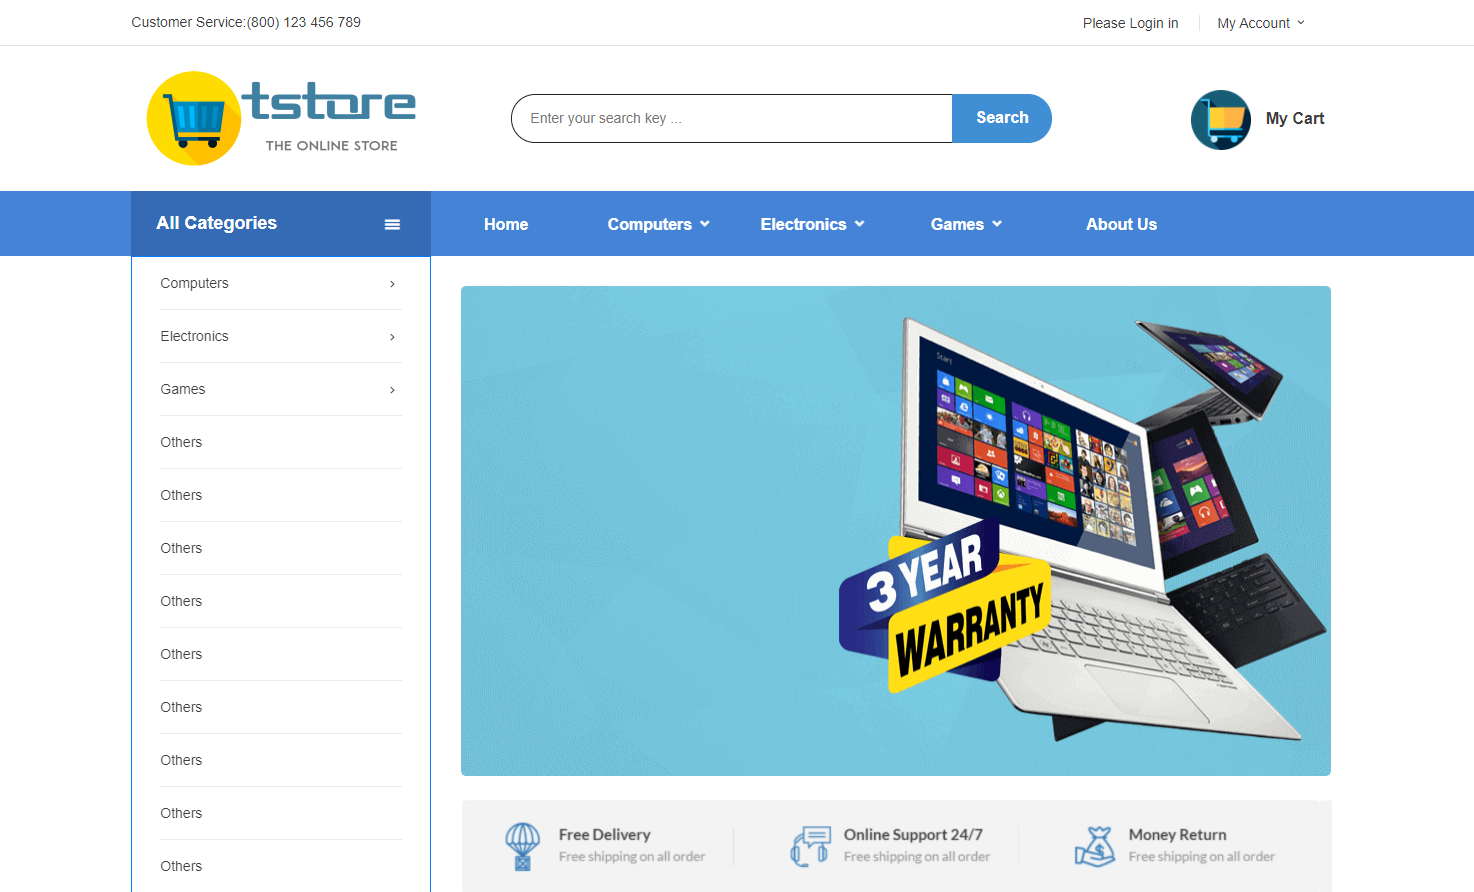 Customer Service:(800) 123 456 789
Please Login in
My Account
tstore
THE ONLINE STORE
Enter your search key ...
Search
My Cart
All Categories
Home
Computers
Electronics
Games
About Us
Computers
Electronics
Games
Others
Others
Others
Others
Others
Others
Others
Others
Others
Start
3 YEAR
WARRANTY
Free Delivery
Free shipping on all order
Online Support 24/7
Free shipping on all order
Money Return
Free shipping on all order